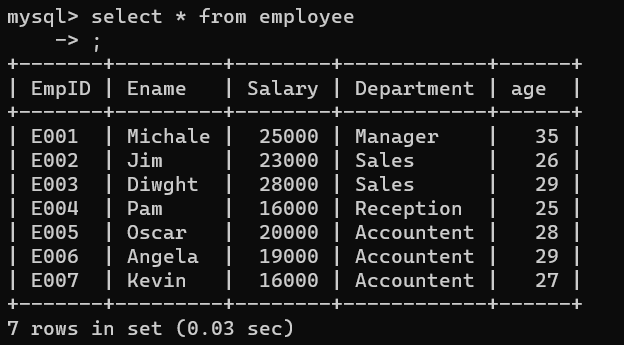 mysql> select * from employee
    -> ;
+-------+---------+--------+------------+------+
| EmpID | Ename   | Salary | Department | age  |
+-------+---------+--------+------------+------+
| E001  | Michale |  25000 | Manager    |   35 |
| E002  | Jim     |  23000 | Sales      |   26 |
| E003  | Diwght  |  28000 | Sales      |   29 |
| E004  | Pam     |  16000 | Reception  |   25 |
| E005  | Oscar   |  20000 | Accountent |   28 |
| E006  | Angela  |  19000 | Accountent |   29 |
| E007  | Kevin   |  16000 | Accountent |   27 |
+-------+---------+--------+------------+------+
7 rows in set (0.03 sec)